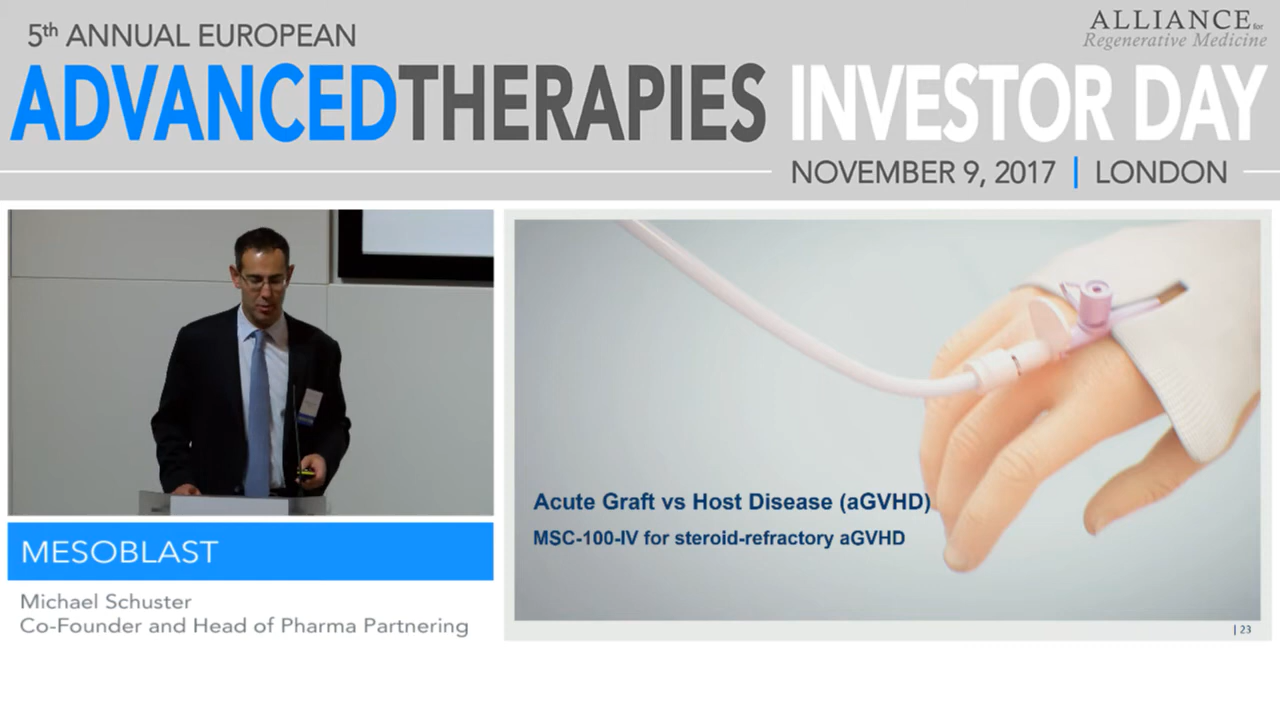 5th ANNUAL EUROPEAN
ALLIANCE for
Regenerative Medicine
ADVANCEDTHERAPIES INVESTOR DAY
NOVEMBER 9, 2017 | LONDON
Acute Graft vs Host Disease (aGVHD)
MSC-100-IV for steroid-refractory aGVHD
| 23
MESOBLAST
Michael Schuster
Co-Founder and Head of Pharma Partnering